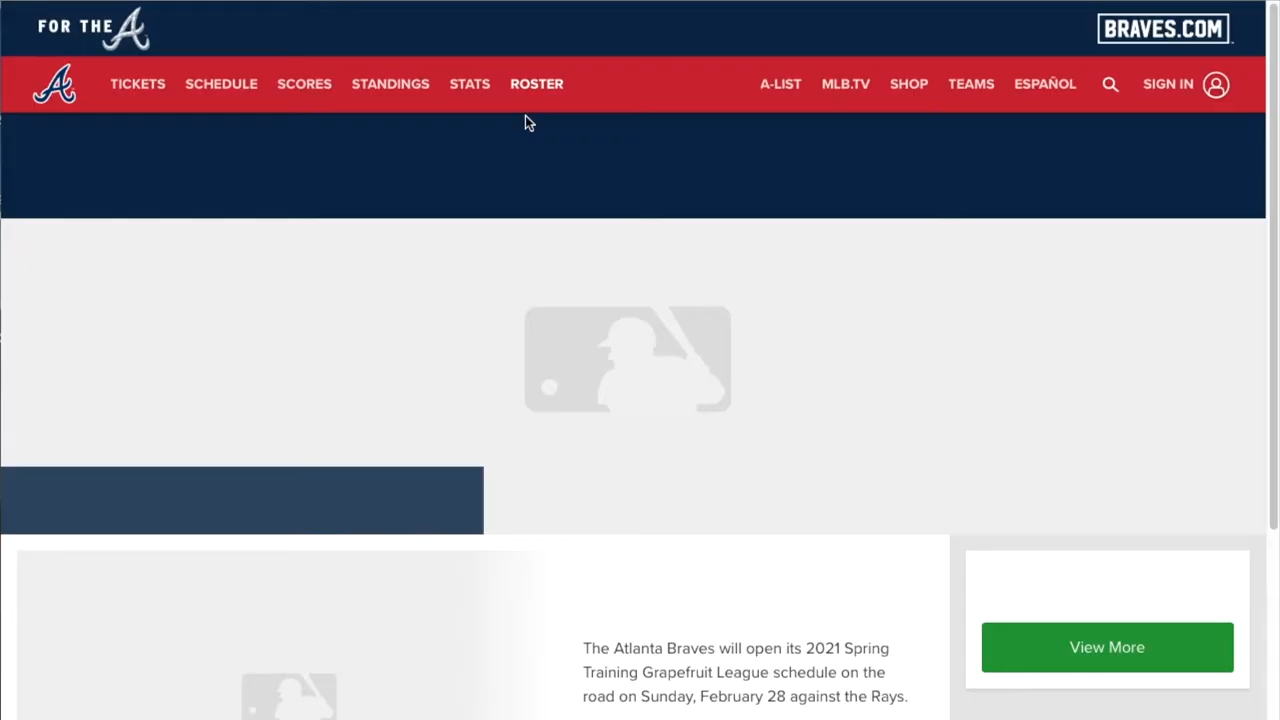 FOR THE A
BRAVES.COM
A TICKETS SCHEDULE SCORES STANDINGS STATS ROSTER A-LIST MLB.TV SHOP TEAMS ESPAÑOL SIGN IN
The Atlanta Braves will open its 2021 Spring
Training Grapefruit League schedule on the
road on Sunday, February 28 against the Rays.
View More